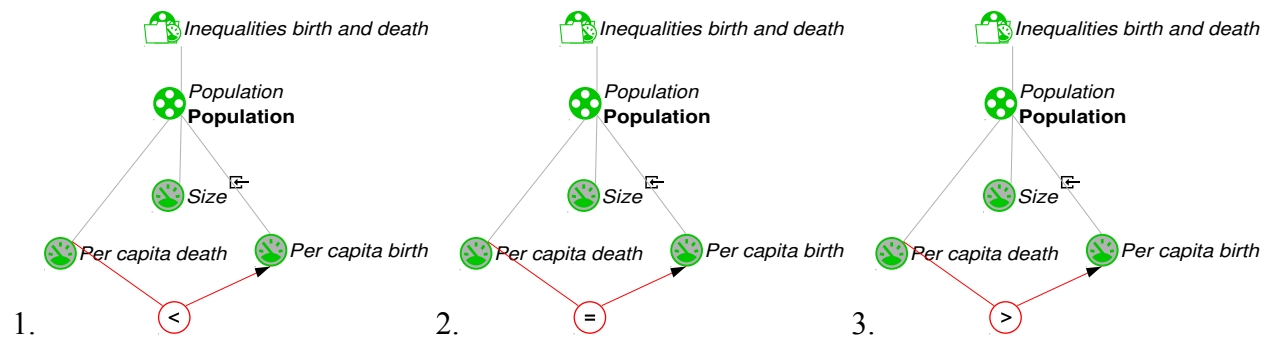 Inequalities birth and death
Population
Population
Size
Per capita death
Per capita birth
<
1.
Inequalities birth and death
Population
Population
Size
Per capita death
Per capita birth
=
2.
Inequalities birth and death
Population
Population
Size
Per capita death
Per capita birth
>
3.